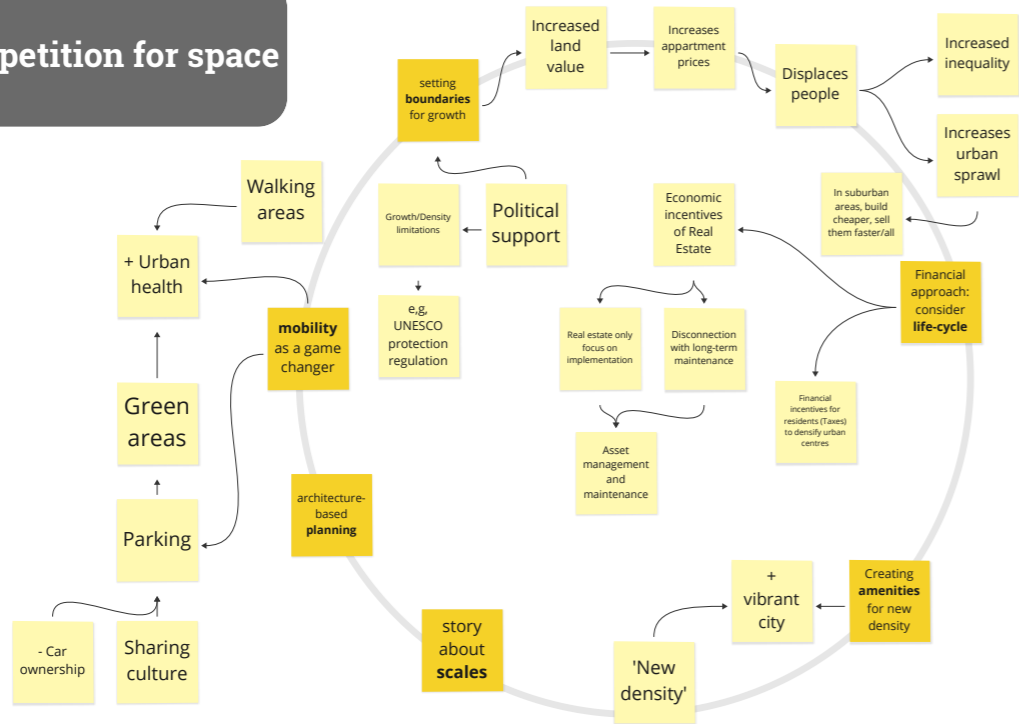 petition for space
Increased
land
value
Increases
appartment
prices
Displaces
people
Increased
inequality
Increases
urban
sprawl
setting
boundaries
for growth
Walking
areas
Growth/Density
limitations
Political
support
Economic
incentives
of Real
Estate
In suburban
areas, build
cheaper, sell
them faster/all
+ Urban
health
mobility
as a game
changer
e,g,
UNESCO
protection
regulation
Real estate only
focus on
implementation
Disconnection
with long-term
maintenance
Financial
approach:
consider
life-cycle
Green
areas
Financial
incentives for
residents (Taxes)
to densify urban
centres
Asset
management
and
maintenance
architecture-
based
planning
Parking
+
vibrant
city
Creating
amenities
for new
density
- Car
ownership
Sharing
culture
story
about
scales
'New
density'